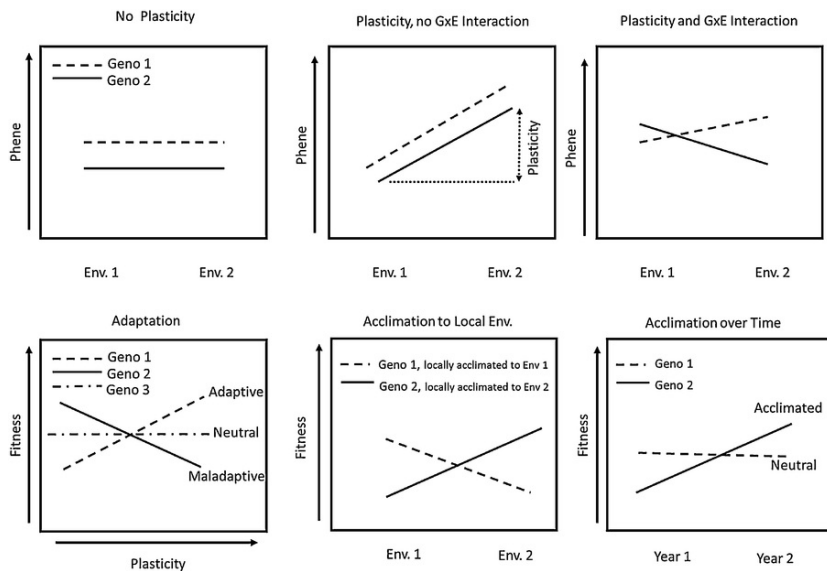 No Plasticity
Geno 1
Geno 2
Phene
Env. 1
Env. 2
Plasticity, no GxE Interaction
Phene
Plasticity
Env. 1
Env. 2
Plasticity and GxE Interaction
Phene
Env. 1
Env. 2
Adaptation
Geno 1
Geno 2
Geno 3
Adaptive
Neutral
Maladaptive
Fitness
Plasticity
Acclimation to Local Env.
Geno 1, locally acclimated to Env 1
Geno 2, locally acclimated to Env 2
Fitness
Env. 1
Env. 2
Acclimation over Time
Geno 1
Geno 2
Acclimated
Neutral
Fitness
Year 1
Year 2